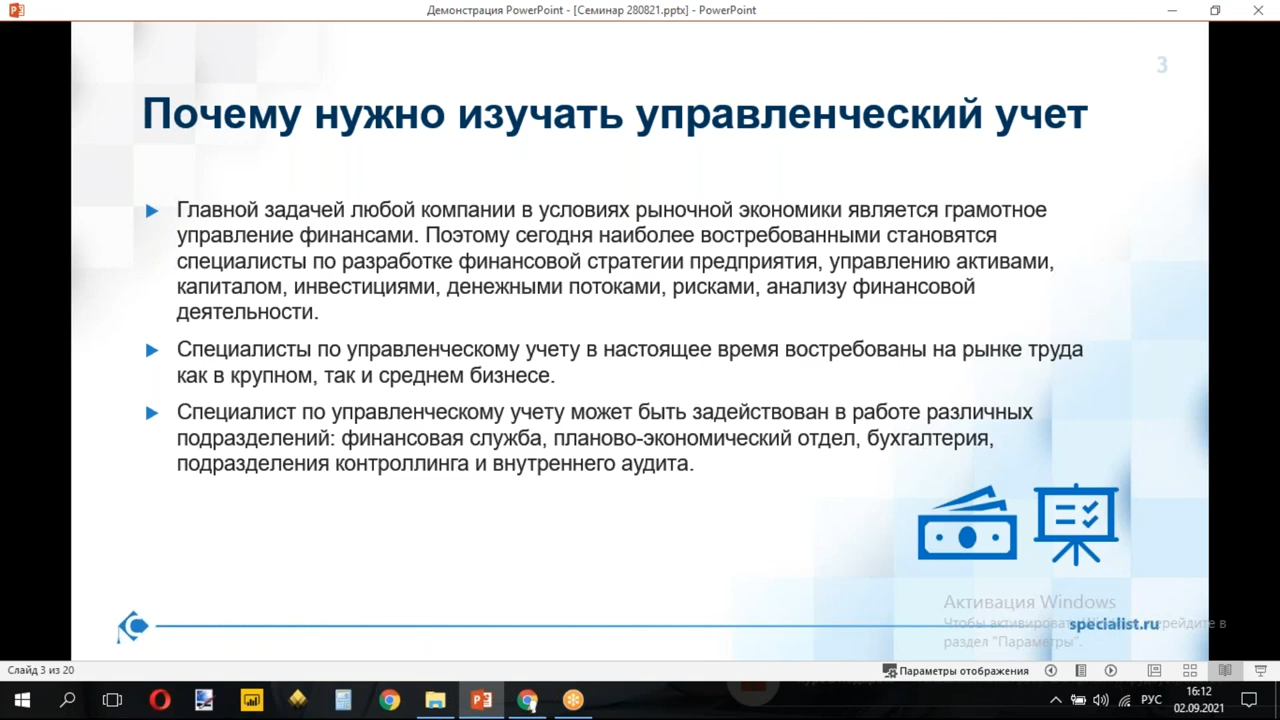 Демонстрация PowerPoint - [Семинар 280821.pptx] - PowerPoint
3
Почему нужно изучать управленческий учет
Главной задачей любой компании в условиях рыночной экономики является грамотное
управление финансами. Поэтому сегодня наиболее востребованными становятся
специалисты по разработке финансовой стратегии предприятия, управлению активами,
капиталом, инвестициями, денежными потоками, рисками, анализу финансовой
деятельности.
Специалисты по управленческому учету в настоящее время востребованы на рынке труда
как в крупном, так и среднем бизнесе.
Специалист по управленческому учету может быть задействован в работе различных
подразделений: финансовая служба, планово-экономический отдел, бухгалтерия,
подразделения контроллинга и внутреннего аудита.
Активация Windows
Чтобы активировать перейдите в
specialist.ru
раздел "Параметры".
Слайд 3 из 20
Параметры отображения
РУС
16:12
02.09.2021